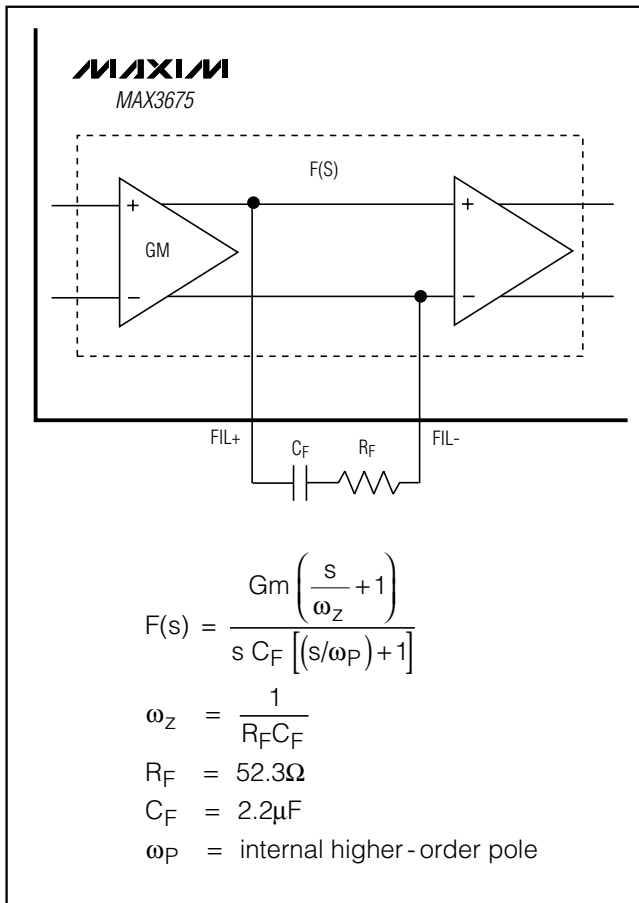 MAXIM
MAX3675
F(S)
+
+
GM
−
−
FIL+
CF
RF
FIL-
F(s) = Gm (s/ωZ + 1) / s CF [(s/ωP) + 1]
ωZ = 1/RFCF
RF = 52.3Ω
CF = 2.2μF
ωP = internal higher - order pole